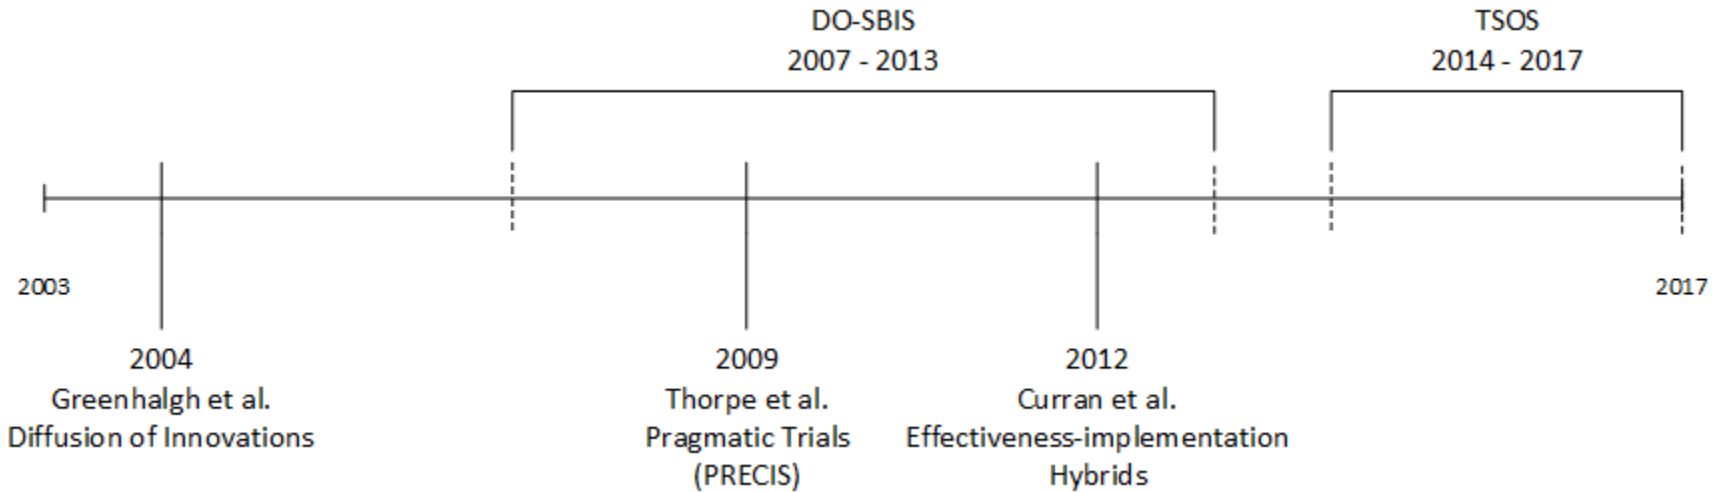 DO-SBIS
2007 - 2013
TSOS
2014 - 2017
2003
2017
2004
Greenhalgh et al.
Diffusion of Innovations
2009
Thorpe et al.
Pragmatic Trials
(PRECIS)
2012
Curran et al.
Effectiveness-implementation
Hybrids